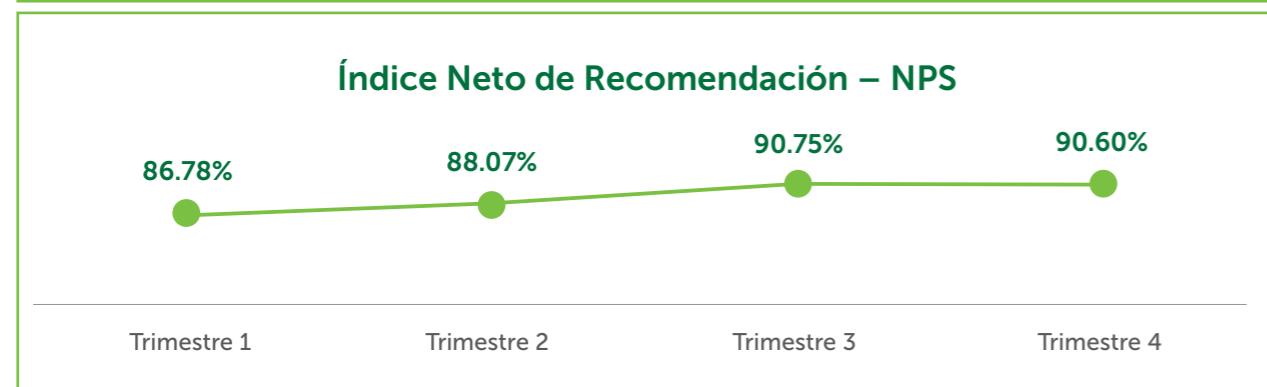 Índice Neto de Recomendación – NPS
86.78%
88.07%
90.75%
90.60%
Trimestre 1
Trimestre 2
Trimestre 3
Trimestre 4